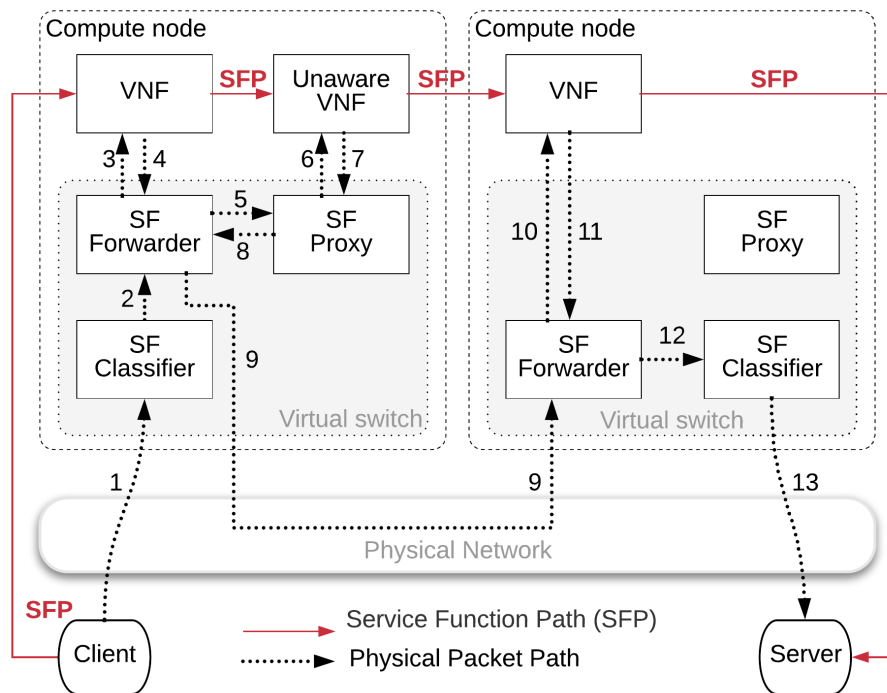 Compute node
Compute node
VNF
SFP
Unaware
VNF
SFP
VNF
SFP
3
4
6
7
SF
Forwarder
5
8
SF
Proxy
10
11
SF
Proxy
2
SF
Classifier
9
SF
Forwarder
12
SF
Classifier
Virtual switch
Virtual switch
1
9
13
Physical Network
SFP
Client
Service Function Path (SFP)
Physical Packet Path
Server